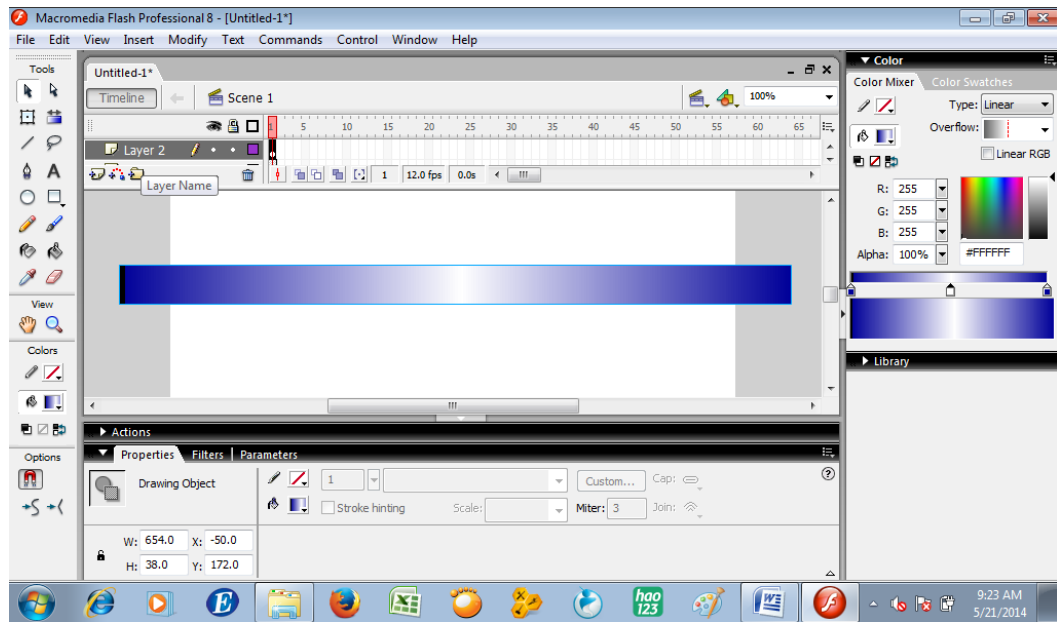 Macromedia Flash Professional 8 - [Untitled-1*]
File Edit View Insert Modify Text Commands Control Window Help
Tools
View
Colors
Options
Untitled-1*
Timeline Scene 1 100%
1 5 10 15 20 25 30 35 40 45 50 55 60 65
Layer 2
1 12.0 fps 0.0s
Layer Name
Actions
Properties Filters Parameters
Drawing Object
1 Custom... Cap:
Stroke hinting Scale: Miter: 3 Join:
W: 654.0 X: -50.0
H: 38.0 Y: 172.0
Color
Color Mixer Color Swatches
Type: Linear
Overflow:
Linear RGB
R: 255
G: 255
B: 255
Alpha: 100% #FFFFFF
Library
hao
123
9:23 AM
5/21/2014